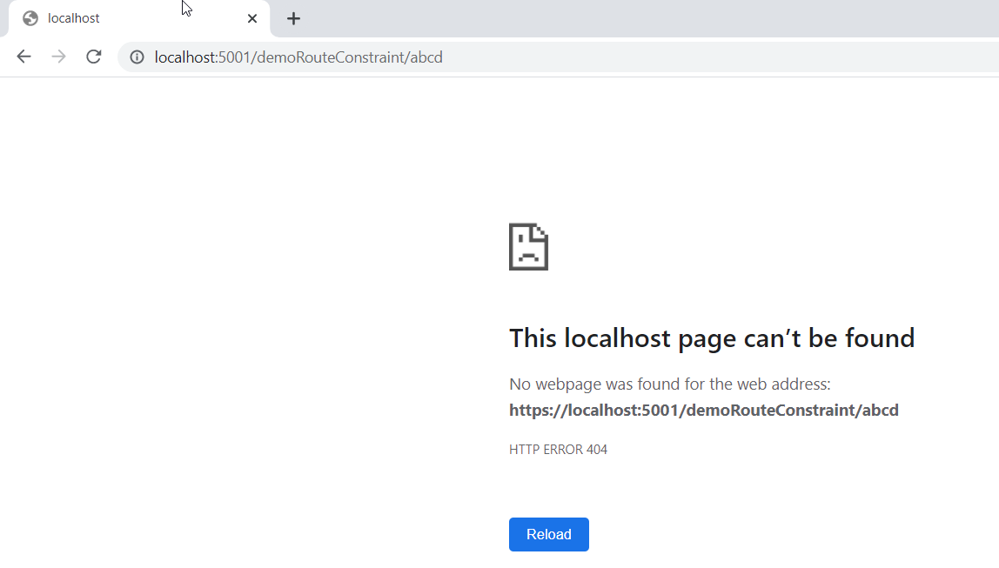 localhost
localhost:5001/demoRouteConstraint/abcd
This localhost page can’t be found
No webpage was found for the web address:
https://localhost:5001/demoRouteConstraint/abcd
HTTP ERROR 404
Reload